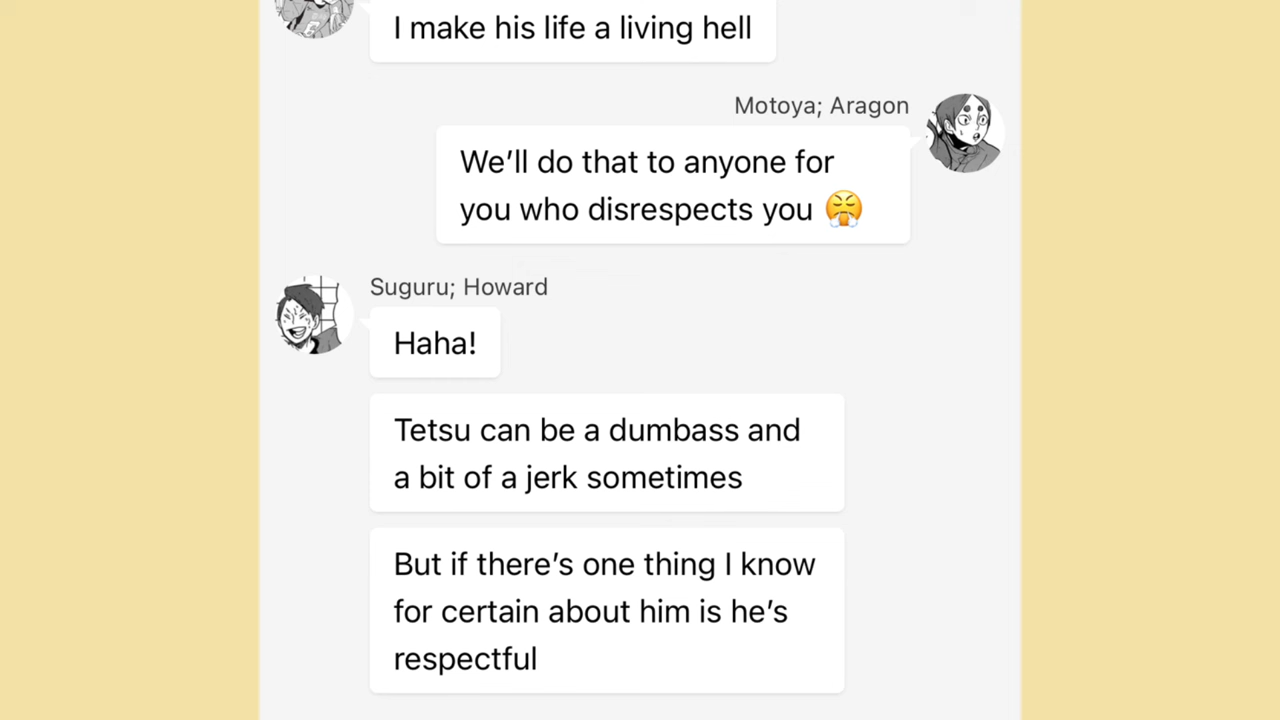 I make his life a living hell
Motoya; Aragon
We’ll do that to anyone for
you who disrespects you 😤
Suguru; Howard
Haha!
Tetsu can be a dumbass and
a bit of a jerk sometimes
But if there’s one thing I know
for certain about him is he’s
respectful